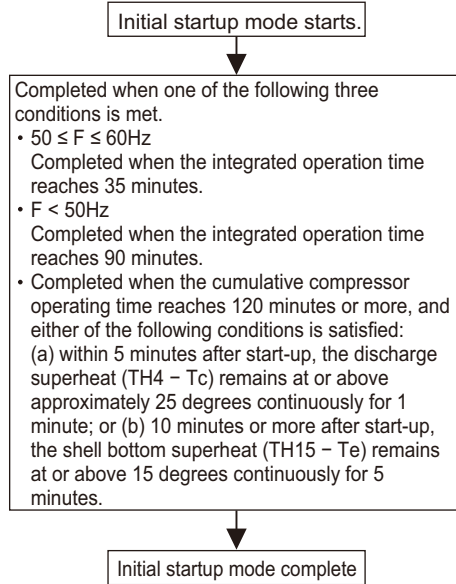 Initial startup mode starts.
Completed when one of the following three
conditions is met.
• 50 ≤ F ≤ 60Hz
Completed when the integrated operation time
reaches 35 minutes.
• F < 50Hz
Completed when the integrated operation time
reaches 90 minutes.
• Completed when the cumulative compressor
operating time reaches 120 minutes or more, and
either of the following conditions is satisfied:
(a) within 5 minutes after start-up, the discharge
superheat (TH4 − Tc) remains at or above
approximately 25 degrees continuously for 1
minute; or (b) 10 minutes or more after start-up,
the shell bottom superheat (TH15 − Te) remains
at or above 15 degrees continuously for 5
minutes.
Initial startup mode complete